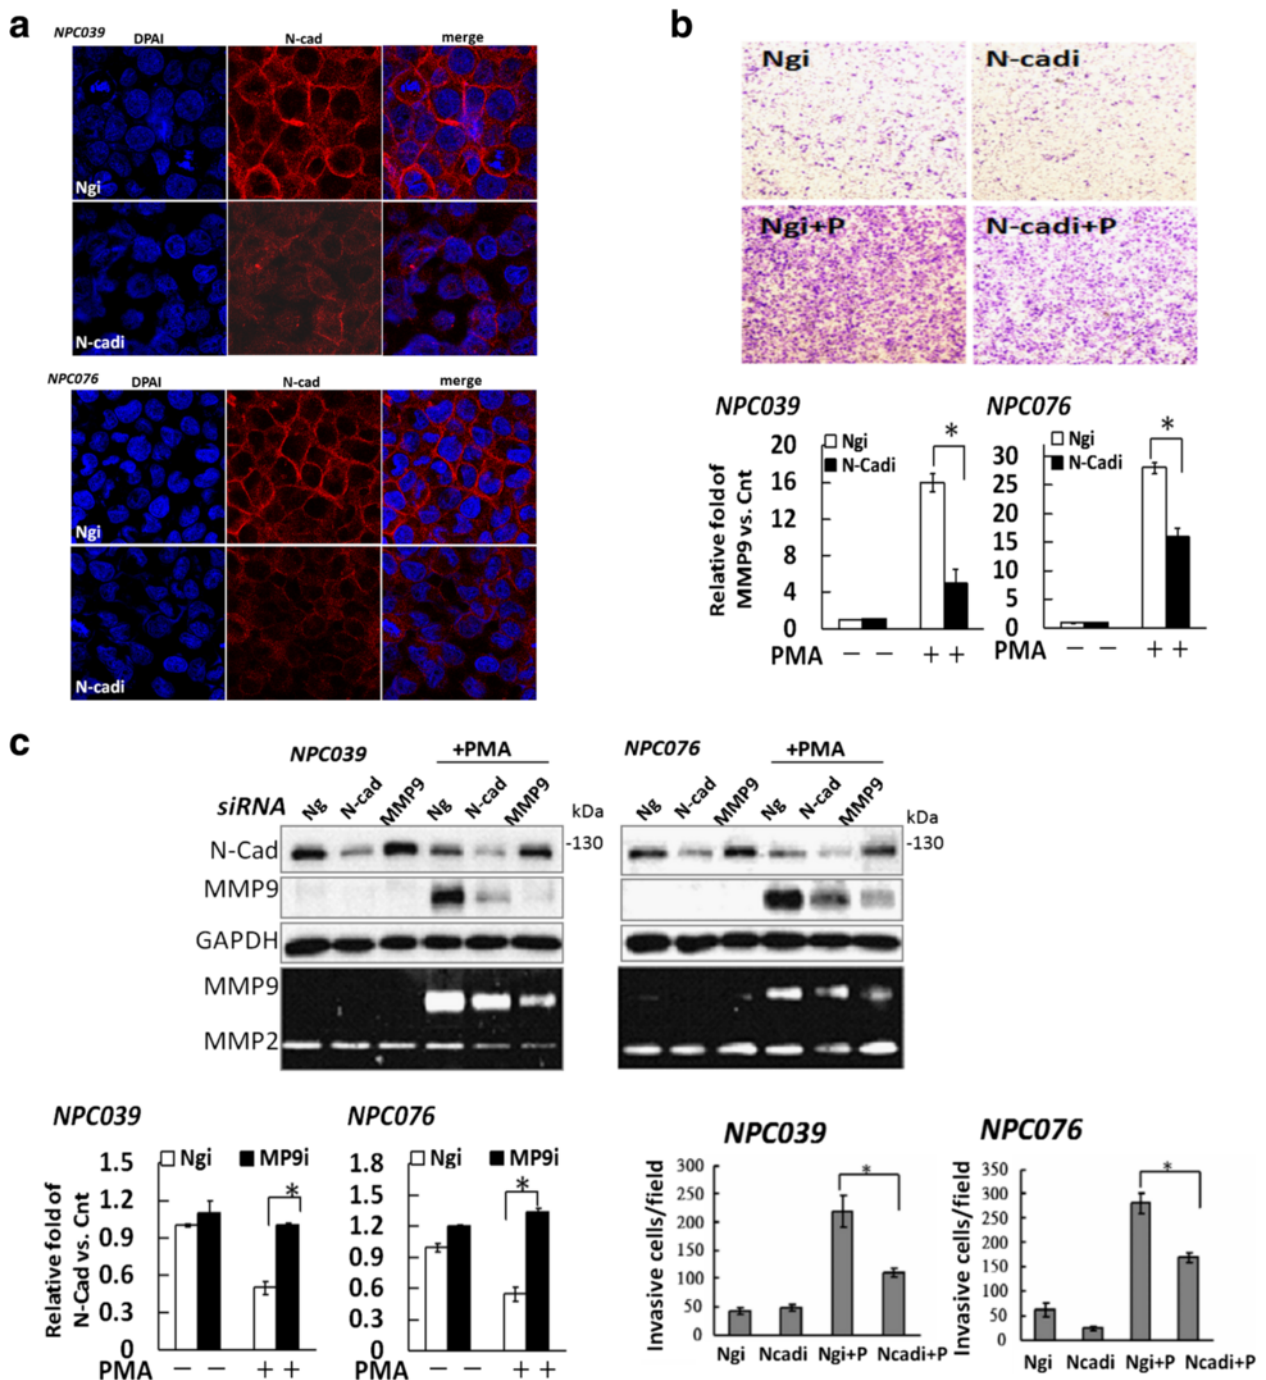 a
NPC039
DPAI
N-cad
merge
Ngi
N-cadi
NPC076
DPAI
N-cad
merge
Ngi
N-cadi
b
Ngi
N-cadi
Ngi+P
N-cadi+P
NPC039
NPC076
Relative fold of
MMP9 vs. Cnt
20
16
12
8
4
0
Ngi
N-Cadi
*
PMA − − + +
30
25
20
15
10
5
0
Ngi
N-Cadi
*
− − + +
c
NPC039
+PMA
siRNA
Ng
N-cad
MMP9
Ng
N-cad
MMP9
kDa
-130
NPC076
+PMA
Ng
N-cad
MMP9
Ng
N-cad
MMP9
kDa
-130
N-Cad
MMP9
GAPDH
MMP9
MMP2
NPC039
Relative fold of
N-Cad vs. Cnt
1.5
1.2
0.9
0.6
0.3
0
Ngi
MP9i
*
PMA − − + +
NPC076
1.8
1.5
1.2
0.9
0.6
0.3
0
Ngi
MP9i
*
− − + +
NPC039
Invasive cells/field
300
250
200
150
100
50
0
*
Ngi Ncadi Ngi+P Ncadi+P
NPC076
Invasive cells/field
350
300
250
200
150
100
50
0
*
Ngi Ncadi Ngi+P Ncadi+P